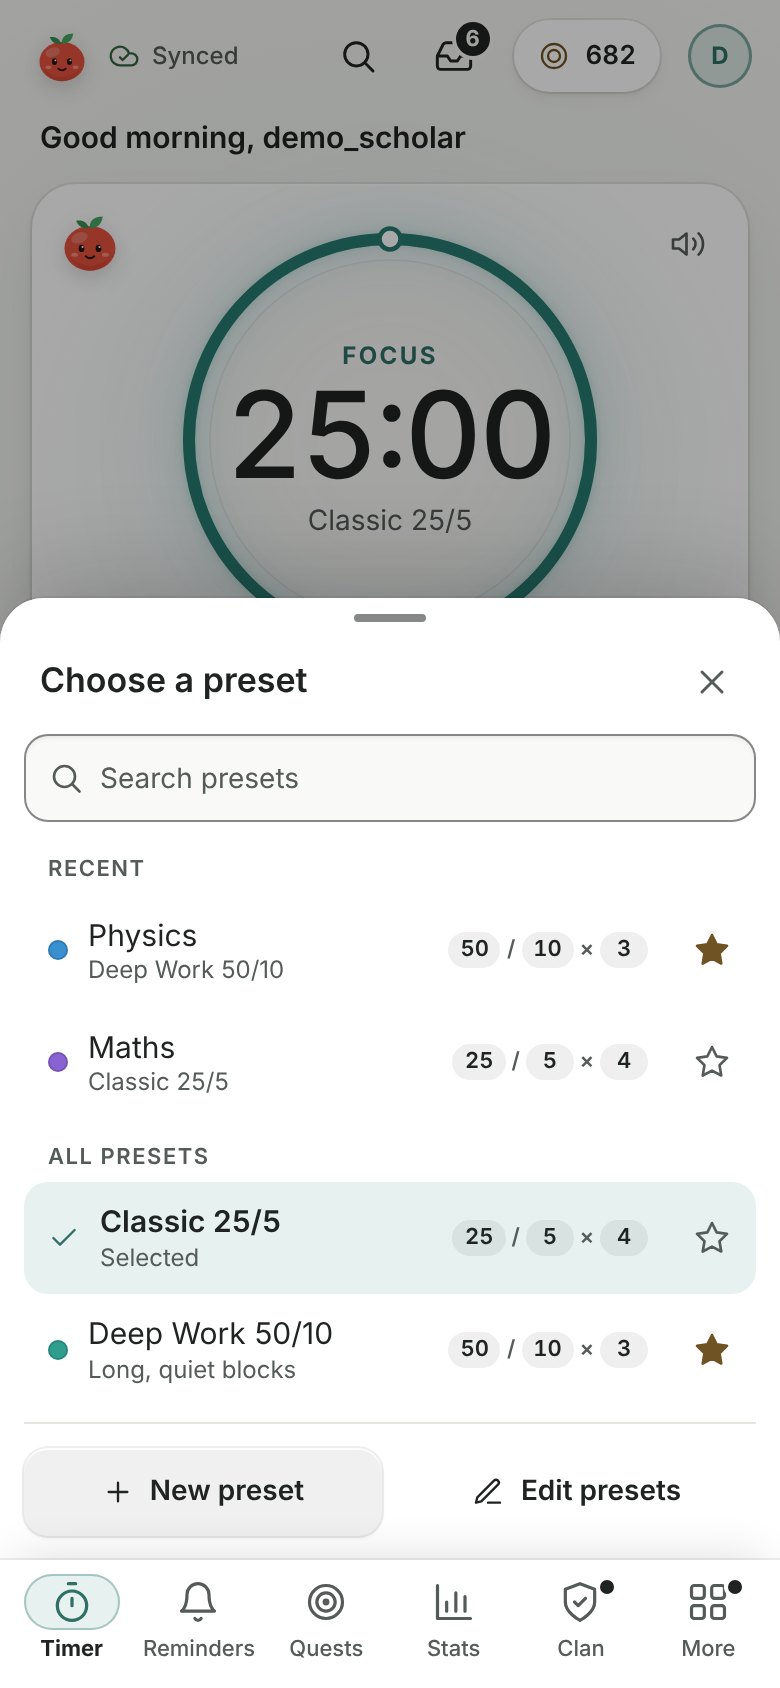 Synced
6
682
D
Good morning, demo_scholar
FOCUS
25:00
Classic 25/5
Choose a preset
Search presets
RECENT
Physics
Deep Work 50/10
50 / 10 × 3
Maths
Classic 25/5
25 / 5 × 4
ALL PRESETS
Classic 25/5
Selected
25 / 5 × 4
Deep Work 50/10
Long, quiet blocks
50 / 10 × 3
New preset
Edit presets
Timer
Reminders
Quests
Stats
Clan
More